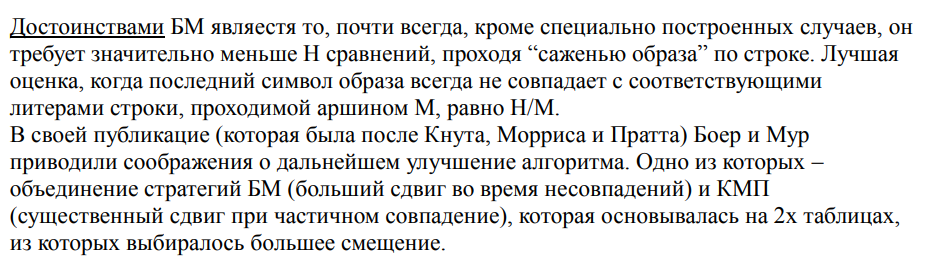 Достоинствами БМ являестя то, почти всегда, кроме специально построенных случаев, он
требует значительно меньше Н сравнений, проходя “саженью образа” по строке. Лучшая
оценка, когда последний символ образа всегда не совпадает с соответствующими
литерами строки, проходимой аршином М, равно Н/М.
В своей публикацие (которая была после Кнута, Морриса и Пратта) Боер и Мур
приводили соображения о дальнейшем улучшение алгоритма. Одно из которых –
объединение стратегий БМ (больший сдвиг во время несовпадений) и КМП
(существенный сдвиг при частичном совпадение), которая основывалась на 2х таблицах,
из которых выбиралось большее смещение.